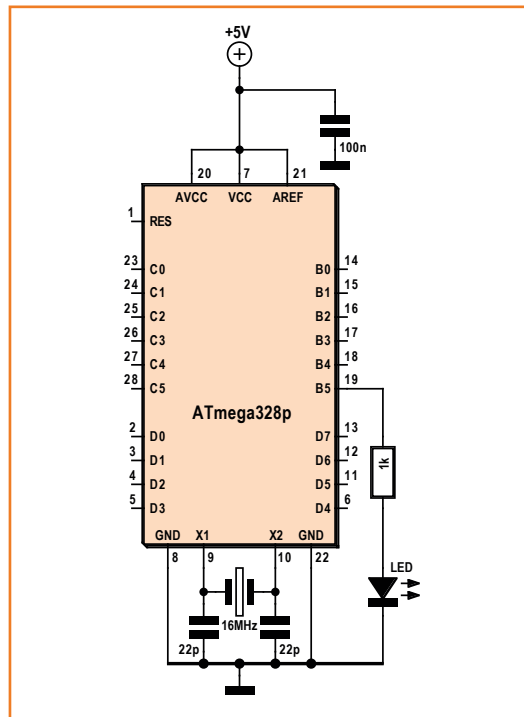 +5V
100n
20 7 21
AVCC VCC AREF
1 RES
23 C0 B0 14
24 C1 B1 15
25 C2 B2 16
26 C3 B3 17
27 C4 B4 18
28 C5 B5 19
ATmega328p
2 D0 D7 13
3 D1 D6 12
4 D2 D5 11
5 D3 D4 6
1k
GND X1 X2 GND
8 9 10 22
LED
16MHz
22p 22p